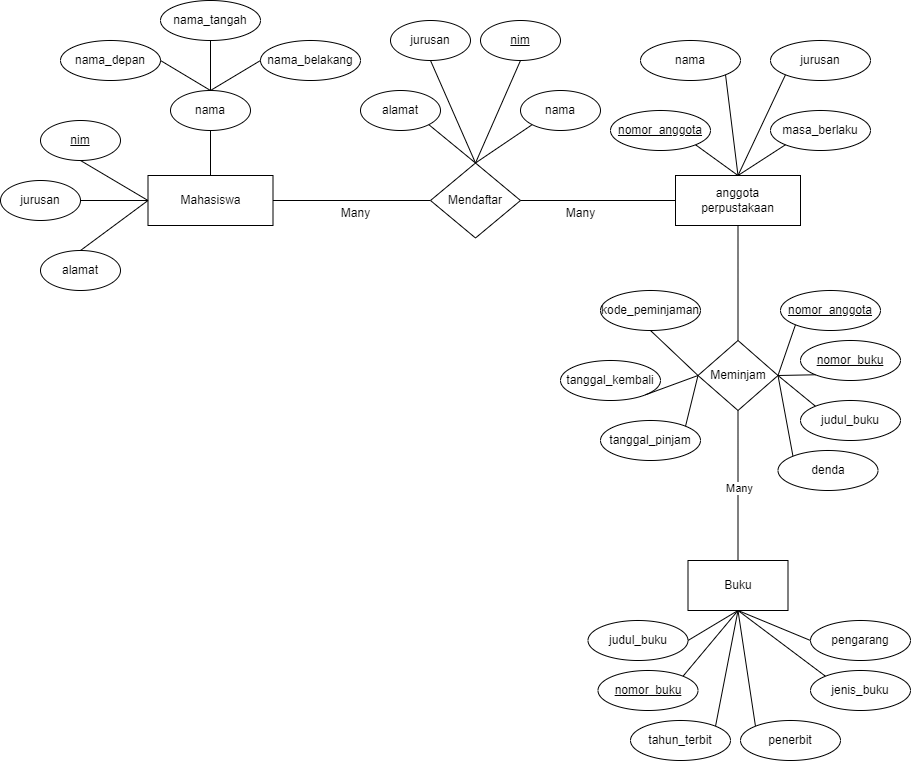 nama_tangah
nama_depan
nama_belakang
nama
nim
jurusan
alamat
Mahasiswa
Many
jurusan
nim
alamat
nama
Mendaftar
Many
nama
jurusan
nomor_anggota
masa_berlaku
anggota
perpustakaan
kode_peminjaman
tanggal_kembali
tanggal_pinjam
Meminjam
nomor_anggota
nomor_buku
judul_buku
denda
Many
Buku
judul_buku
nomor_buku
tahun_terbit
penerbit
jenis_buku
pengarang